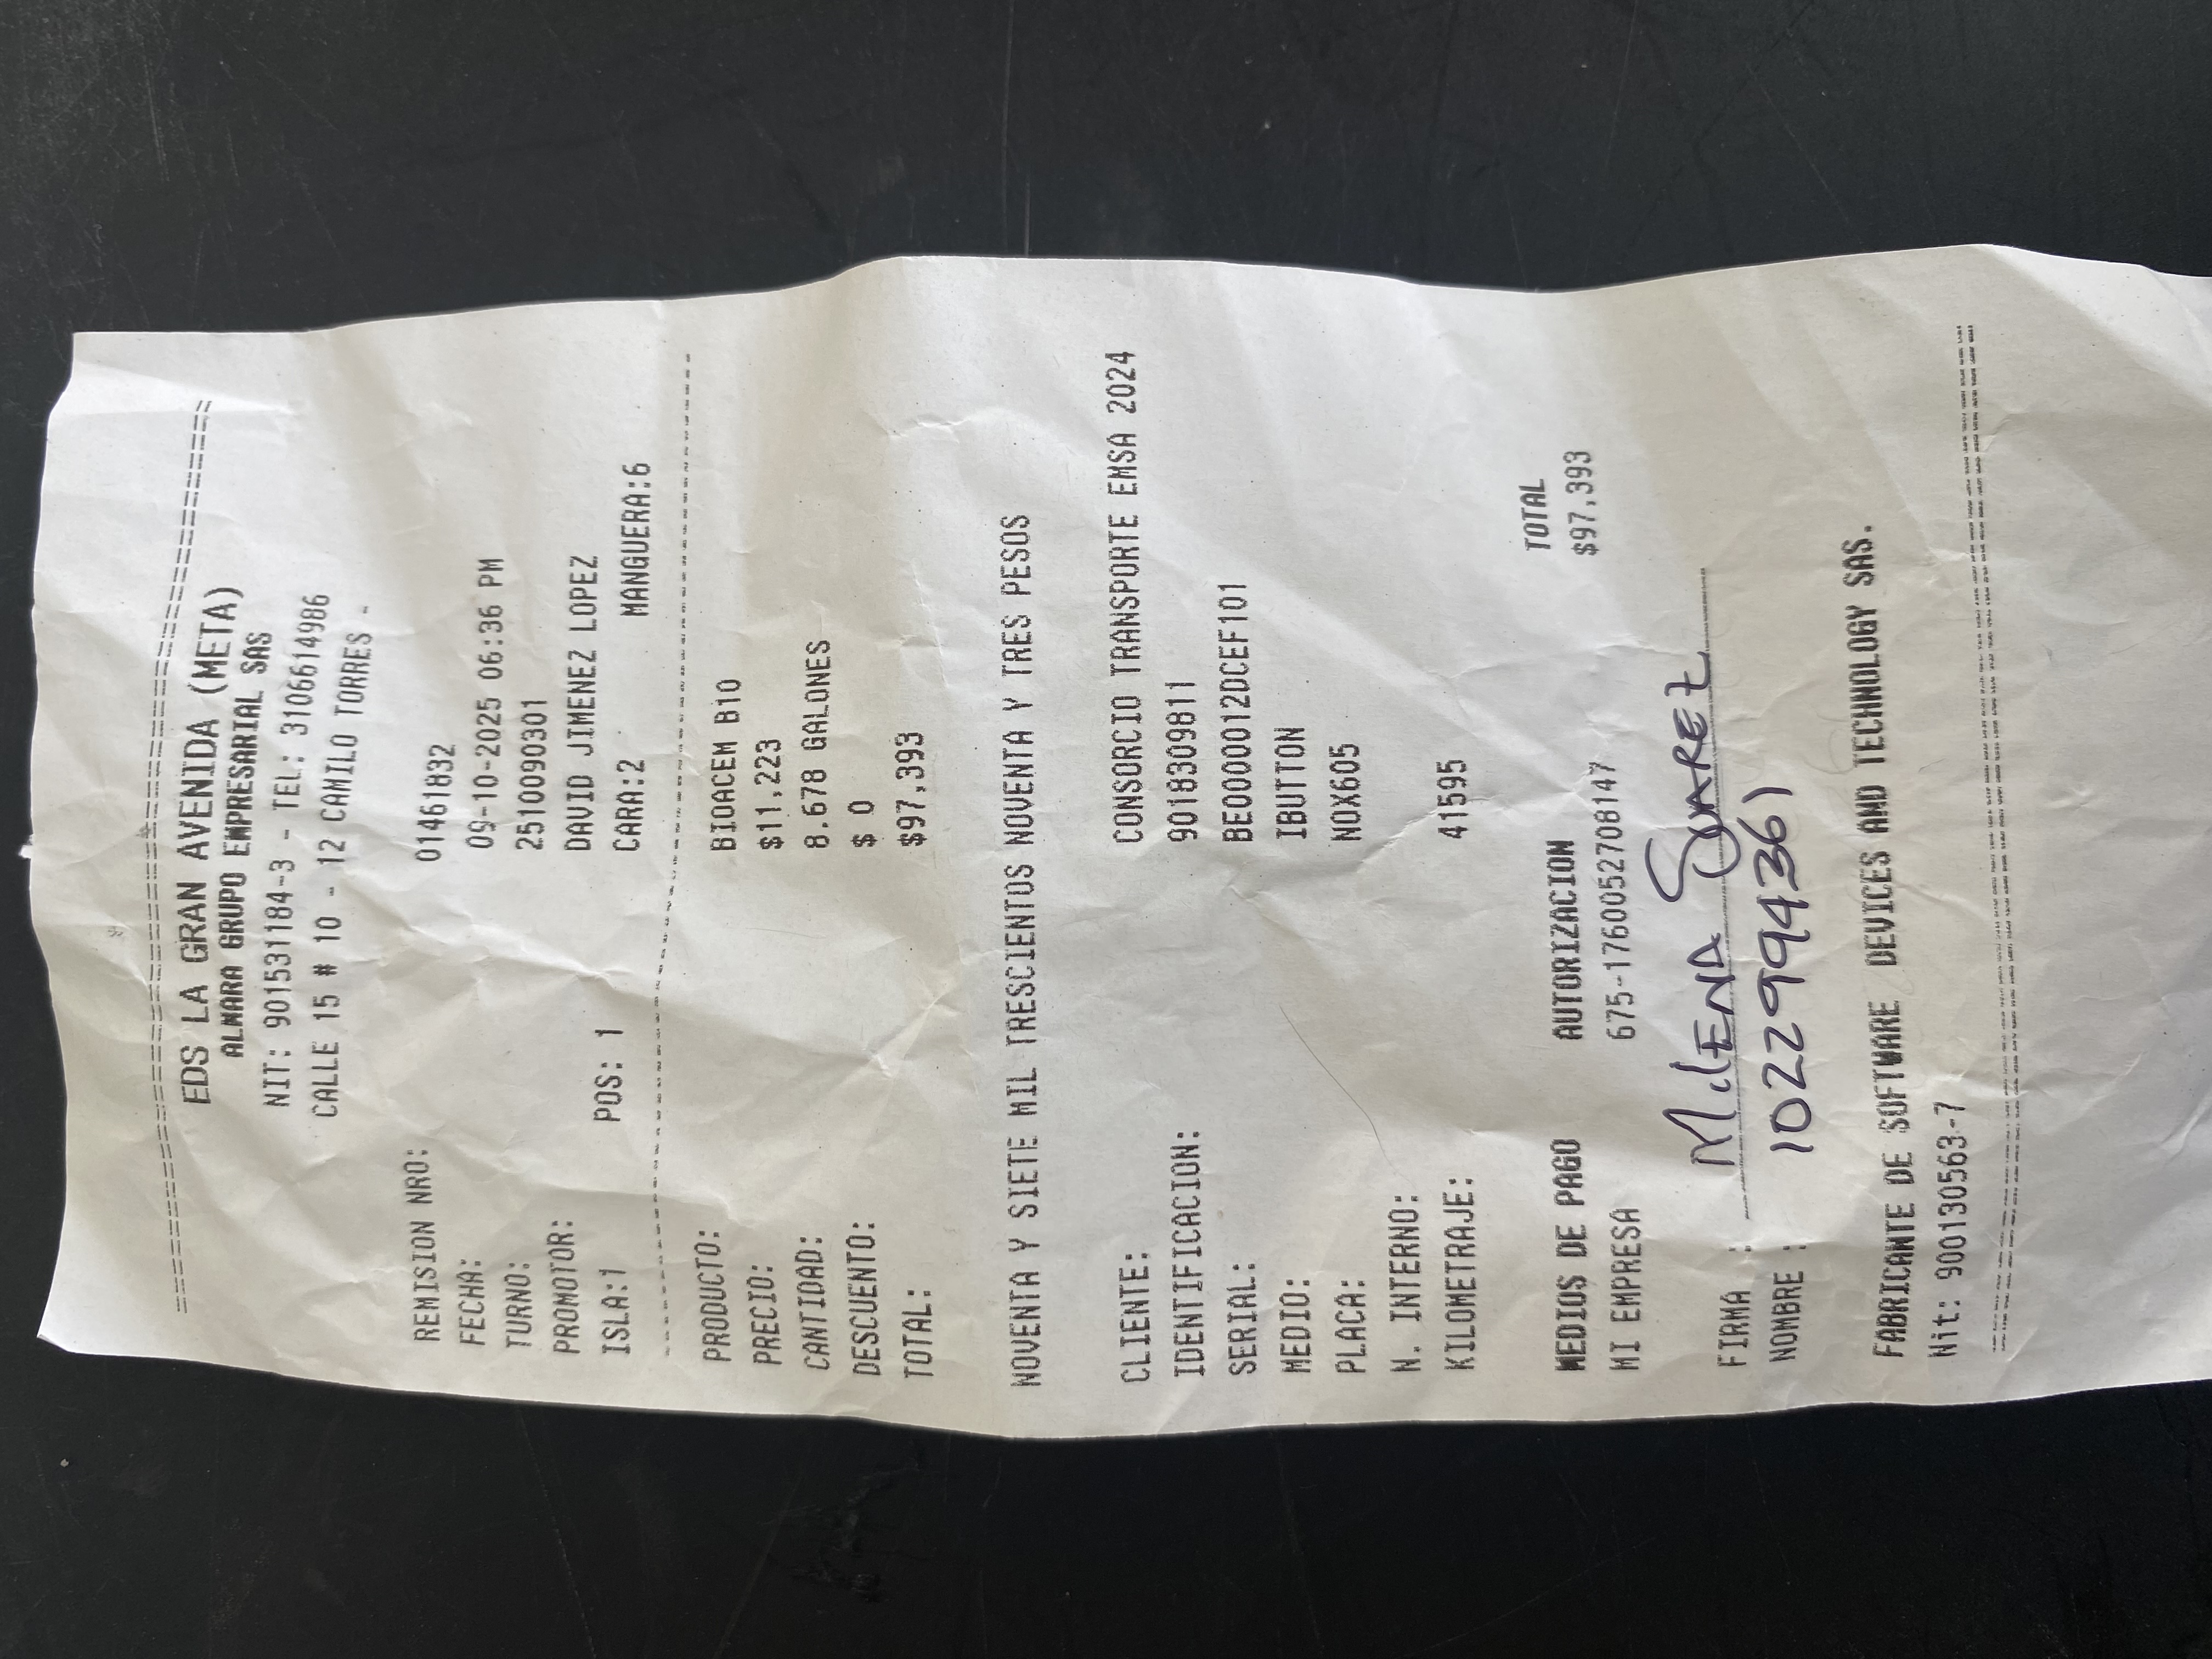 EDS LA GRAN AVENIDA (META)
ALMARA GRUPO EMPRESARIAL SAS
NIT: 901531184-3 - TEL: 3106614986
CALLE 15 # 10 - 12 CAMILO TORRES -
REMISION NRO: 01461832
FECHA: 09-10-2025 06:36 PM
TURNO: 2510090301
PROMOTOR: DAVID JIMENEZ LOPEZ
ISLA:1 POS: 1 CARA:2 MANGUERA:6
PRODUCTO: BIOACEM B10
PRECIO: $11,223
CANTIDAD: 8.678 GALONES
DESCUENTO: $ 0
TOTAL: $97,393
NOVENTA Y SIETE MIL TRESCIENTOS NOVENTA Y TRES PESOS
CLIENTE: CONSORCIO TRANSPORTE EMSA 2024
IDENTIFICACION: 9018309811
SERIAL: BE0000012DCEF101
MEDIO: IBUTTON
PLACA: NOX605
N. INTERNO:
KILOMETRAJE: 41595
MEDIOS DE PAGO AUTORIZACION TOTAL
MI EMPRESA 675-1760052708147 $97,393
FIRMA : MilENA SUAREZ
NOMBRE : 1022994361
FABRICANTE DE SOFTWARE DEVICES AND TECHNOLOGY SAS.
Nit: 900130563-7